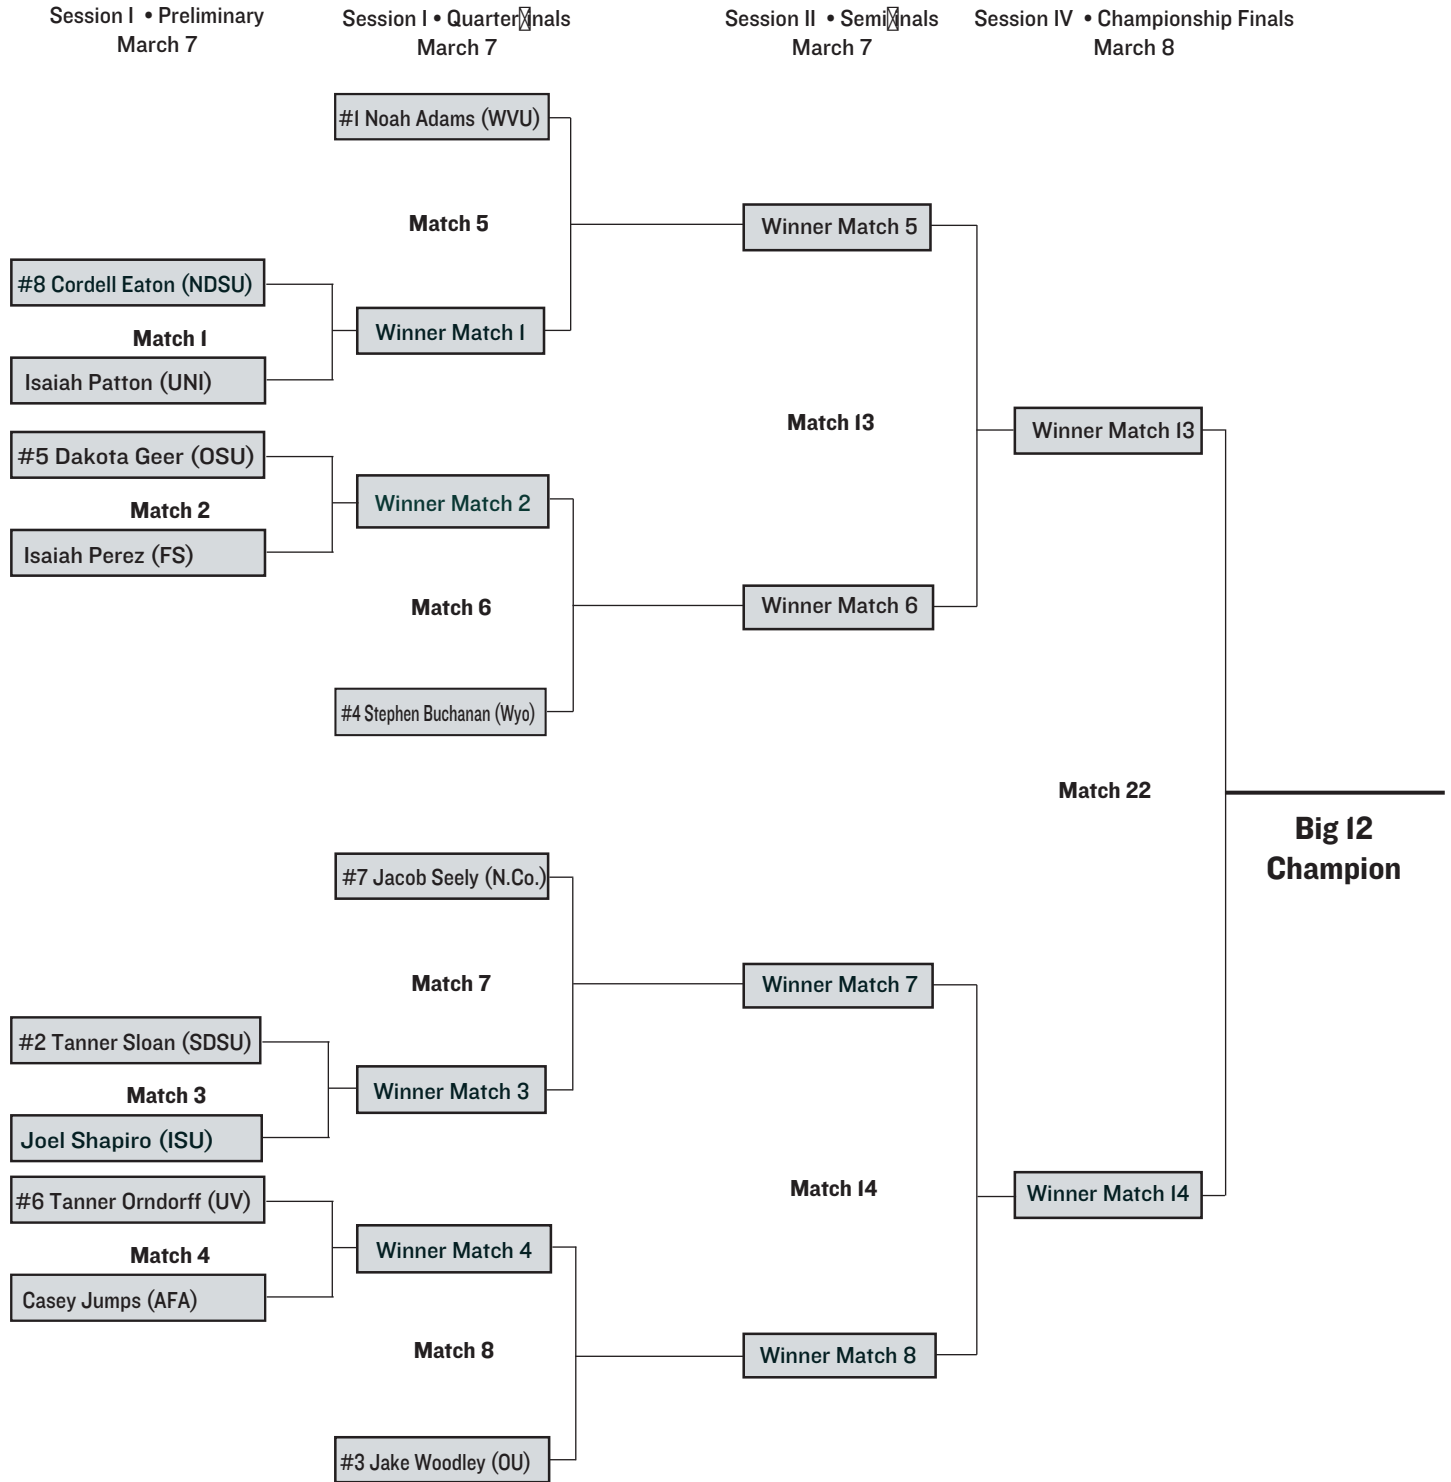 Session I • Preliminary
March 7
Session I • Quarterfinals
March 7
Session II • Semifinals
March 7
Session IV • Championship Finals
March 8
#1 Noah Adams (WVU)
Match 5
#8 Cordell Eaton (NDSU)
Match 1
Isaiah Patton (UNI)
Winner Match 1
Winner Match 5
#5 Dakota Geer (OSU)
Match 2
Isaiah Perez (FS)
Winner Match 2
Match 6
#4 Stephen Buchanan (Wyo)
Match 13
Winner Match 6
Winner Match 13
Match 22
Big 12
Champion
#7 Jacob Seely (N.Co.)
Match 7
#2 Tanner Sloan (SDSU)
Match 3
Joel Shapiro (ISU)
Winner Match 3
Winner Match 7
#6 Tanner Orndorff (UV)
Match 4
Casey Jumps (AFA)
Winner Match 4
Match 8
#3 Jake Woodley (OU)
Match 14
Winner Match 8
Winner Match 14